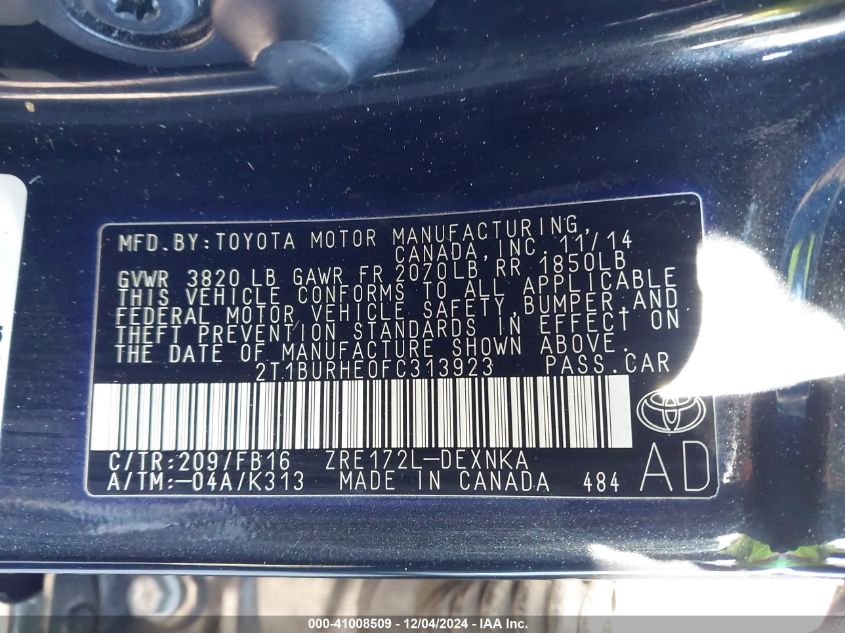 MFD.BY:TOYOTA MOTOR MANUFACTURING,
CANADA,INC. 11/14
GVWR 3820 LB GAWR FR 2070LB, RR 1850LB
THIS VEHICLE CONFORMS TO ALL APPLICABLE
FEDERAL MOTOR VEHICLE SAFETY,BUMPER,AND
THEFT PREVENTION STANDARDS IN EFFECT ON
THE DATE OF MANUFACTURE SHOWN ABOVE.
2T1BURHE0FC313923 PASS.CAR
C/TR:209/FB16 ZRE172L-DEXNKA
A/TM:-04A/K313 MADE IN CANADA 484
AD
000-41008509 - 12/04/2024 - IAA Inc.